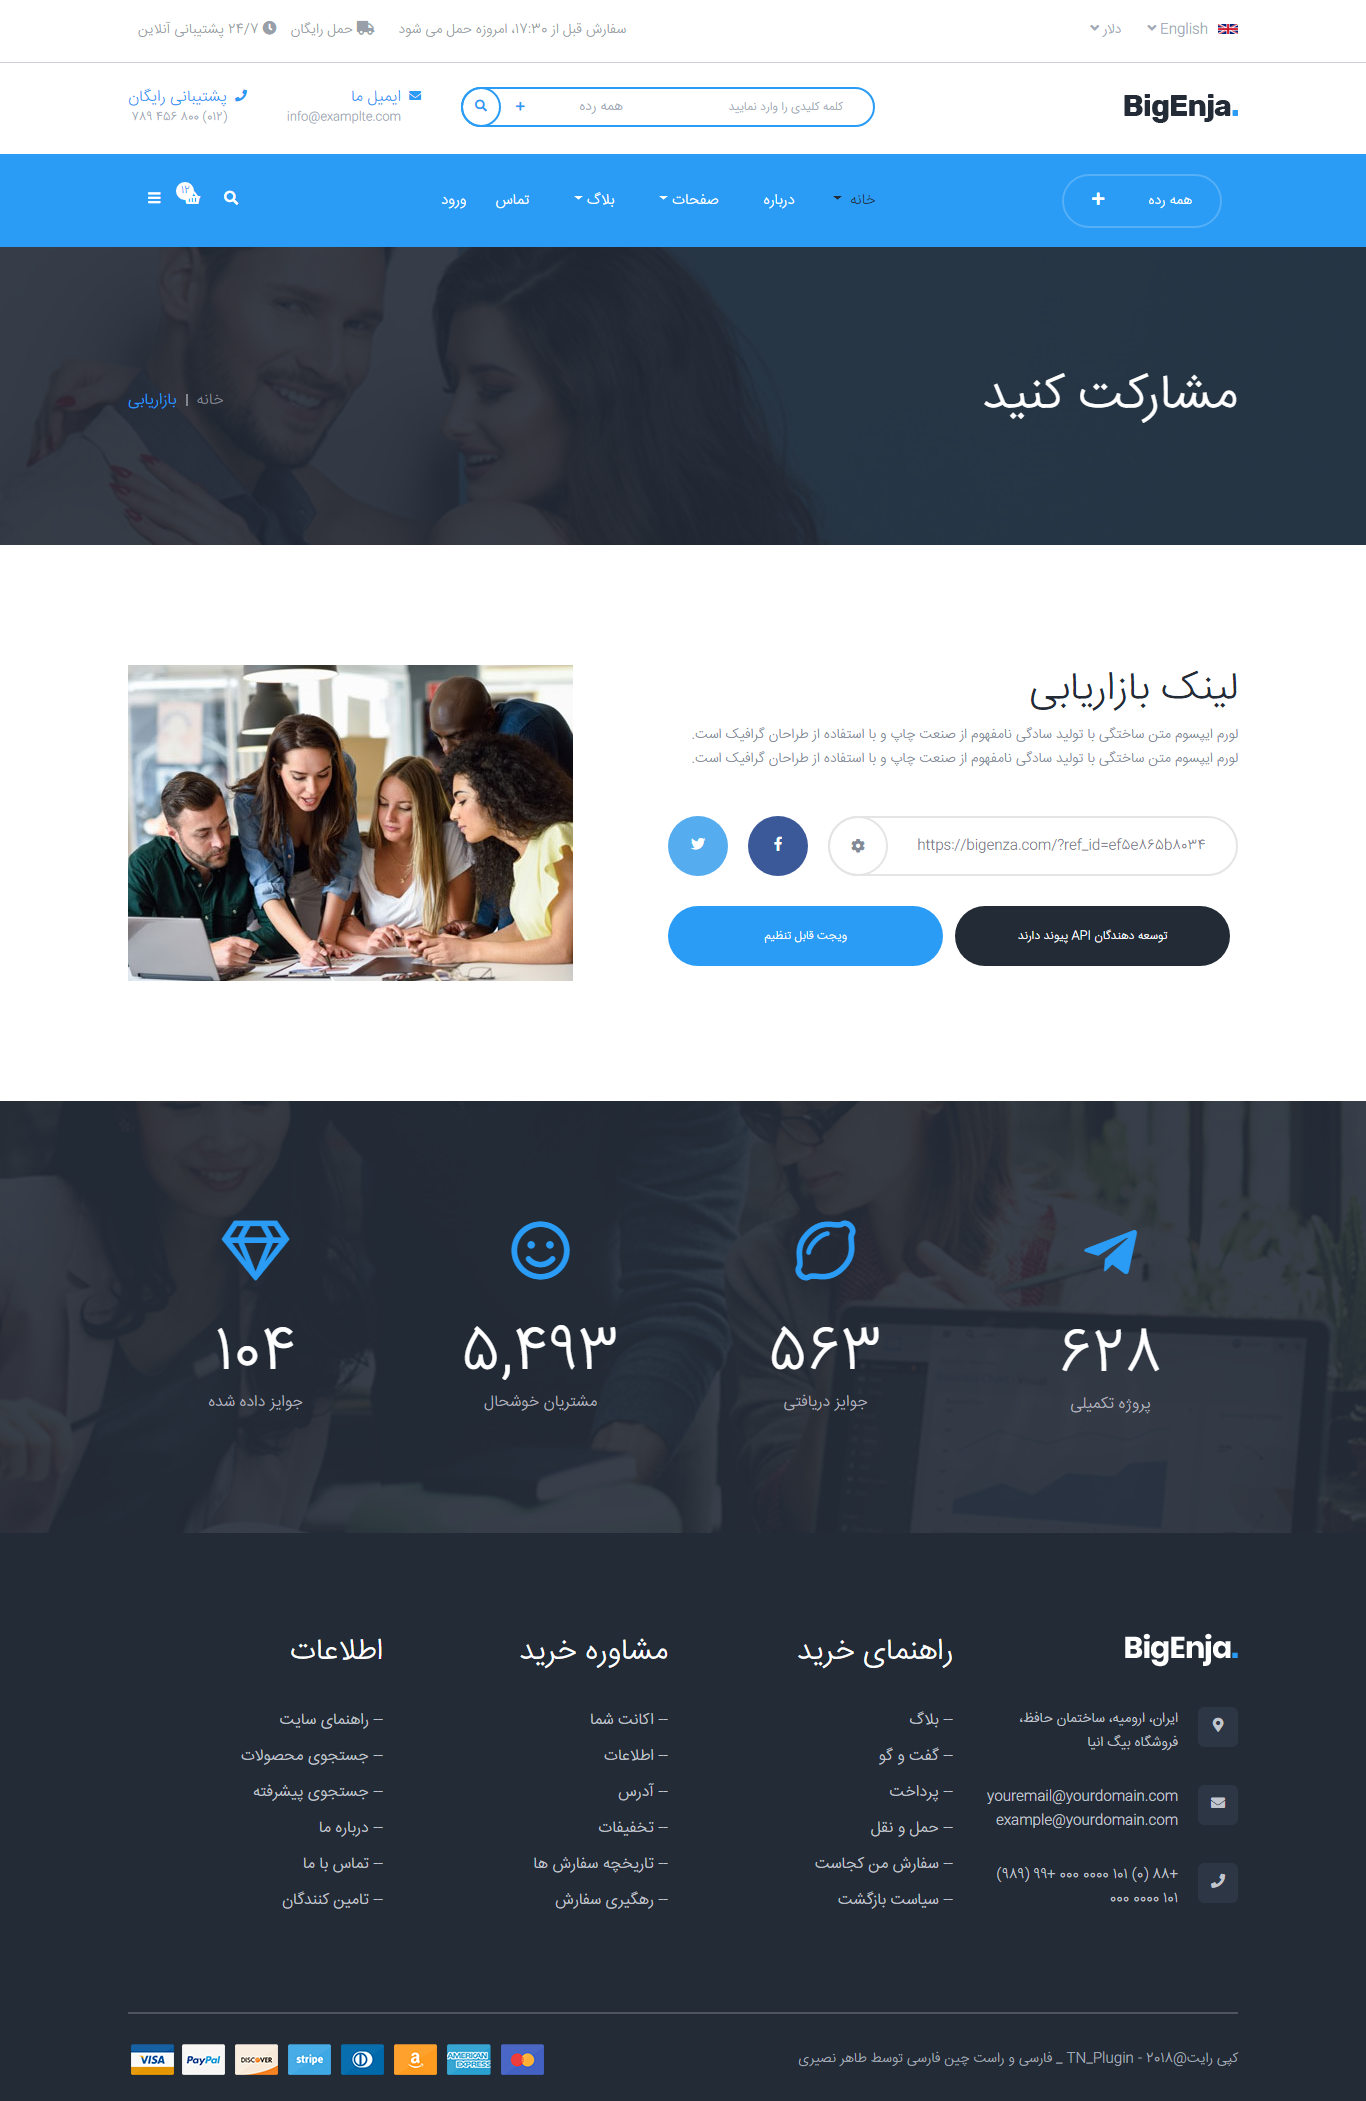 English
دلار
سفارش قبل از ۱۷:۳۰، امروزه حمل می شود
حمل رایگان
۲۴/۷ پشتیبانی آنلاین
BigEnja.
کلمه کلیدی را وارد نمایید
همه رده
ایمیل ما
info@examplte.com
پشتیبانی رایگان
(۰۱۲) ۸۰۰ ۴۵۶ ۷۸۹
همه رده
خانه
درباره
صفحات
بلاگ
تماس
ورود
۱۲
مشارکت کنید
خانه | بازاریابی
لینک بازاریابی
لورم ایپسوم متن ساختگی با تولید سادگی نامفهوم از صنعت چاپ و با استفاده از طراحان گرافیک است.
لورم ایپسوم متن ساختگی با تولید سادگی نامفهوم از صنعت چاپ و با استفاده از طراحان گرافیک است.
https://bigenza.com/?ref_id=ef۵e۸۶۵b۸۰۳۴
توسعه دهندگان API پیوند دارند
ویجت قابل تنظیم
۶۲۸
پروژه تکمیلی
۵۶۳
جوایز دریافتی
۵,۴۹۳
مشتریان خوشحال
۱۰۴
جوایز داده شده
BigEnja.
ایران، ارومیه، ساختمان حافظ،
فروشگاه بیگ انیا
youremail@yourdomain.com
example@yourdomain.com
+۸۸ (۰) ۱۰۱ ۰۰۰۰ ۰۰۰ +۹۹ (۹۸۹)
۱۰۱ ۰۰۰۰ ۰۰۰
راهنمای خرید
– بلاگ
– گفت و گو
– پرداخت
– حمل و نقل
– سفارش من کجاست
– سیاست بازگشت
مشاوره خرید
– اکانت شما
– اطلاعات
– آدرس
– تخفیفات
– تاریخچه سفارش ها
– رهگیری سفارش
اطلاعات
– راهنمای سایت
– جستجوی محصولات
– جستجوی پیشرفته
– درباره ما
– تماس با ما
– تامین کنندگان
کپی رایت@۲۰۱۸ - TN_Plugin _ فارسی و راست چین فارسی توسط طاهر نصیری
VISA
PayPal
DISCOVER
stripe
AMERICAN EXPRESS